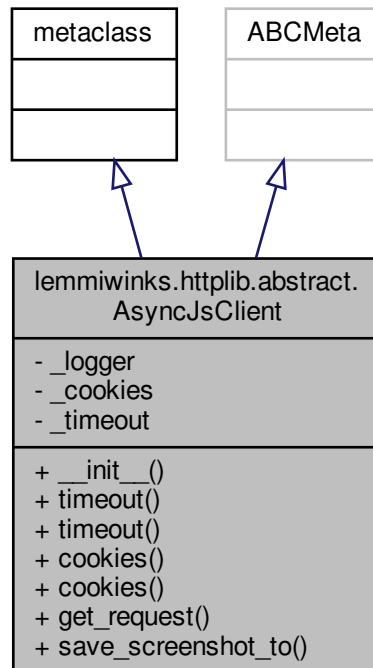 metaclass
ABCMeta
lemmiwinks.httplib.abstract.
AsyncJsClient
- _logger
- _cookies
- _timeout
+ __init__()
+ timeout()
+ timeout()
+ cookies()
+ cookies()
+ get_request()
+ save_screenshot_to()